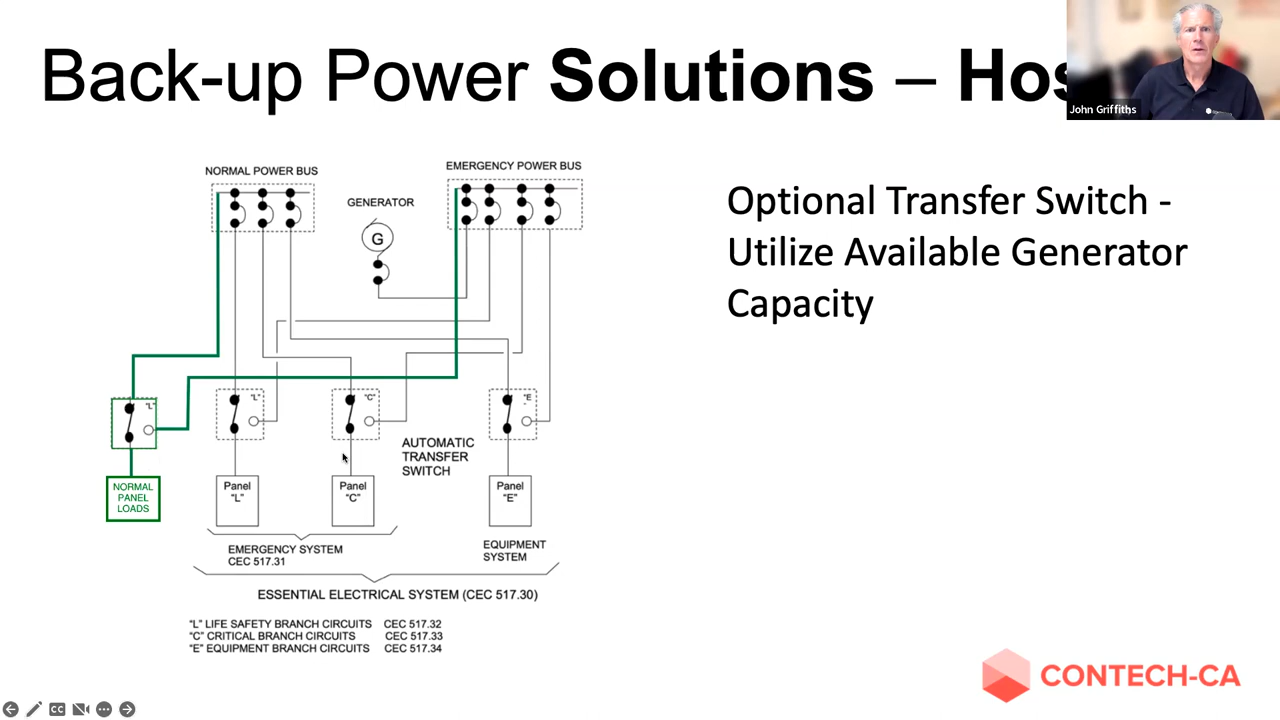 Back-up Power Solutions – Hos
John Griffiths
NORMAL POWER BUS
EMERGENCY POWER BUS
GENERATOR
G
Optional Transfer Switch -
Utilize Available Generator
Capacity
"L"
"L"
"C"
"E
AUTOMATIC
TRANSFER
SWITCH
NORMAL
PANEL
LOADS
Panel
"L"
Panel
"C"
Panel
"E"
EMERGENCY SYSTEM
CEC 517.31
EQUIPMENT
SYSTEM
ESSENTIAL ELECTRICAL SYSTEM (CEC 517.30)
"L" LIFE SAFETY BRANCH CIRCUITS CEC 517.32
"C" CRITICAL BRANCH CIRCUITS CEC 517.33
"E" EQUIPMENT BRANCH CIRCUITS CEC 517.34
CONTECH-CA
CC